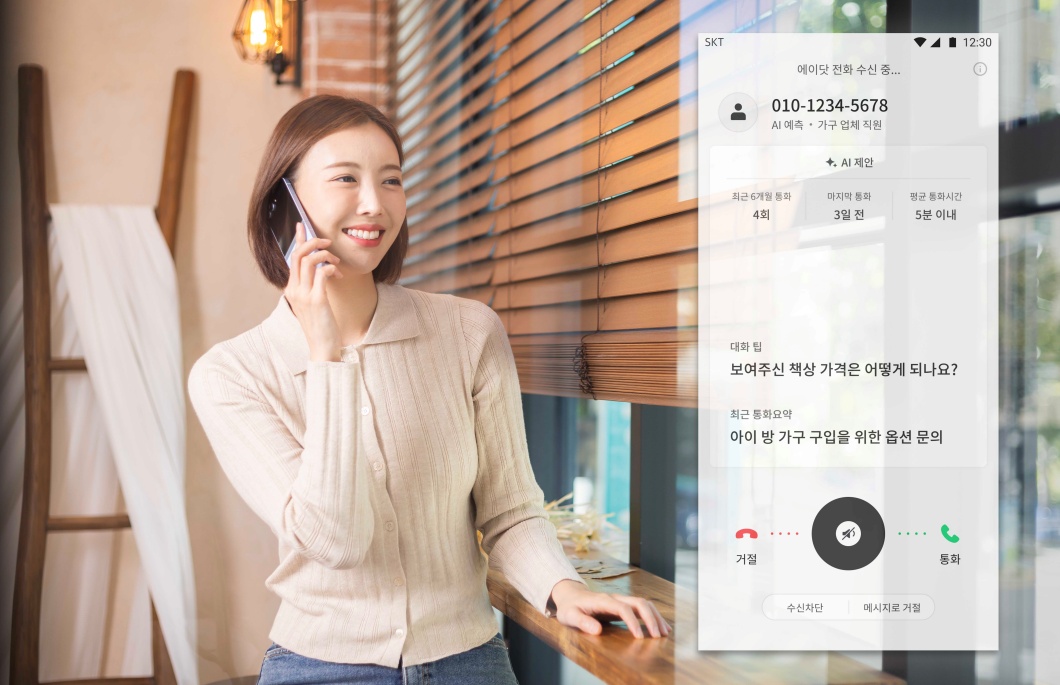 SKT 12:30
에이닷 전화 수신 중...
010-1234-5678
AI 예측 • 가구 업체 직원
AI 제안
최근 6개월 통화 마지막 통화 평균 통화시간
4회 3일 전 5분 이내
대화 팁
보여주신 책상 가격은 어떻게 되나요?
최근 통화요약
아이 방 가구 구입을 위한 옵션 문의
거절 통화
수신차단 메시지로 거절